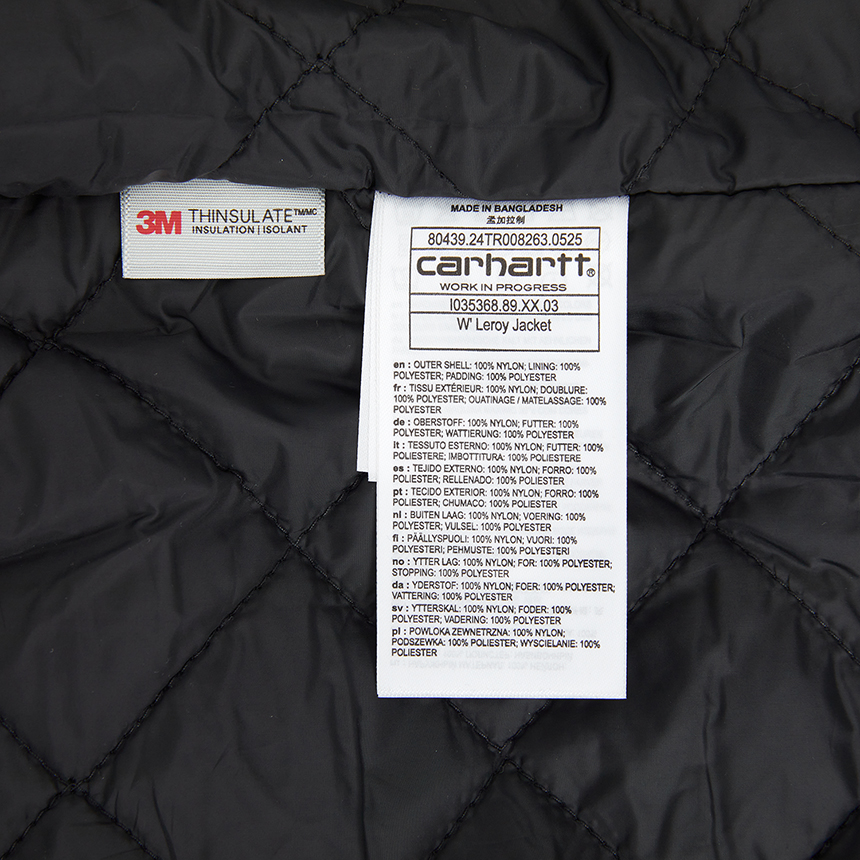 3M THINSULATE™/MC
INSULATION | ISOLANT
MADE IN BANGLADESH
孟加拉制
80439.24TR008263.0525
carhartt®
WORK IN PROGRESS
I035368.89.XX.03
W' Leroy Jacket
en : OUTER SHELL: 100% NYLON; LINING: 100%
POLYESTER; PADDING: 100% POLYESTER
fr : TISSU EXTÉRIEUR: 100% NYLON; DOUBLURE:
100% POLYESTER; OUATINAGE / MATELASSAGE: 100%
POLYESTER
de : OBERSTOFF: 100% NYLON; FUTTER: 100%
POLYESTER; WATTIERUNG: 100% POLYESTER
it : TESSUTO ESTERNO: 100% NYLON; FUTTER: 100%
POLIESTERE; IMBOTTITURA: 100% POLIESTERE
es : TEJIDO EXTERNO: 100% NYLON; FORRO: 100%
POLIESTER; RELLENADO: 100% POLIESTER
pt : TECIDO EXTERIOR: 100% NYLON; FORRO: 100%
POLIESTER; CHUMACO: 100% POLIESTER
nl : BUITEN LAAG: 100% NYLON; VOERING: 100%
POLYESTER; VULSEL: 100% POLYESTER
fi : PÄÄLLYSPUOLI: 100% NYLON; VUORI: 100%
POLYESTERI; PEHMUSTE: 100% POLYESTERI
no : YTTER LAG: 100% NYLON; FOR: 100% POLYESTER;
STOPPING: 100% POLYESTER
da : YDERSTOF: 100% NYLON; FOER: 100% POLYESTER;
VATTERING: 100% POLYESTER
sv : YTTERSKAL: 100% NYLON; FODER: 100%
POLYESTER; VADERING: 100% POLYESTER
pl : POWLOKA ZEWNETRZNA: 100% NYLON;
PODSZEWKA: 100% POLIESTER; WYSCIELANIE: 100%
POLIESTER